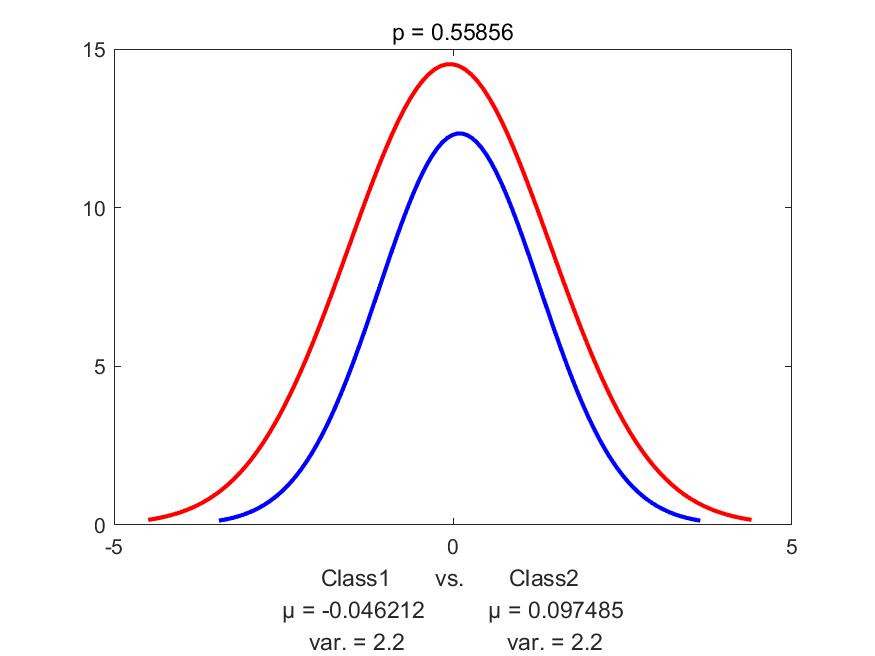 p = 0.55856
15
10
5
0
-5 0 5
Class1 vs. Class2
μ = -0.046212 μ = 0.097485
var. = 2.2 var. = 2.2